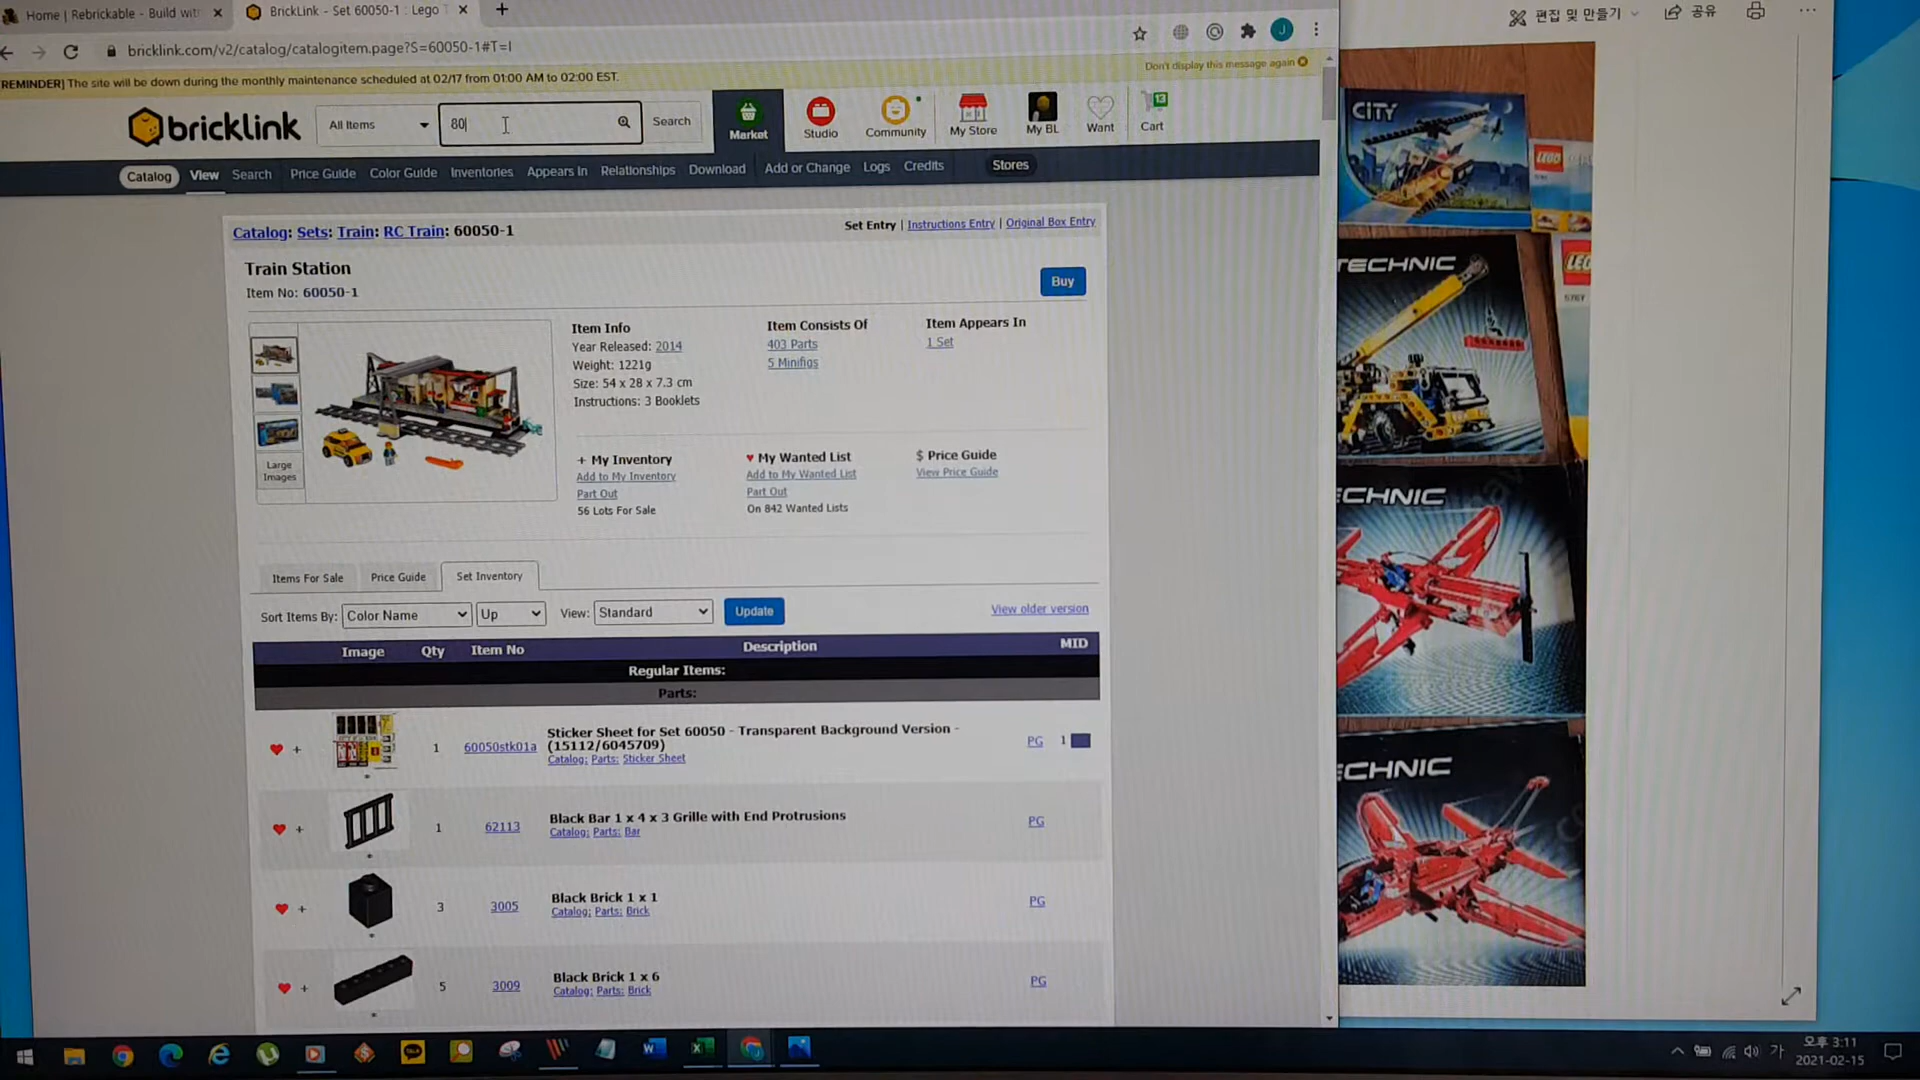 Home | Rebrickable - Build with
BrickLink - Set 60050-1 : Lego T
bricklink.com/v2/catalog/catalogitem.page?S=60050-1#T=I
J
[REMINDER] The site will be down during the monthly maintenance scheduled at 02/17 from 01:00 AM to 02:00 EST.
Don't display this message again
bricklink
All Items
80
Search
Market
Studio
Community
My Store
My BL
Want
13
Cart
Catalog
View
Search
Price Guide
Color Guide
Inventories
Appears In
Relationships
Download
Add or Change
Logs
Credits
Stores
Catalog: Sets: Train: RC Train: 60050-1
Set Entry | Instructions Entry | Original Box Entry
Train Station
Item No: 60050-1
Buy
Large
Images
Item Info
Year Released: 2014
Weight: 1221g
Size: 54 x 28 x 7.3 cm
Instructions: 3 Booklets
Item Consists Of
403 Parts
5 Minifigs
Item Appears In
1 Set
+ My Inventory
Add to My Inventory
Part Out
56 Lots For Sale
♥ My Wanted List
Add to My Wanted List
Part Out
On 842 Wanted Lists
$ Price Guide
View Price Guide
Items For Sale
Price Guide
Set Inventory
Sort Items By: Color Name Up View: Standard Update
View older version
Image Qty Item No Description MID
Regular Items:
Parts:
+ 1 60050stk01a Sticker Sheet for Set 60050 - Transparent Background Version -
(15112/6045709)
Catalog: Parts: Sticker Sheet
PG 1
*
+ 1 62113 Black Bar 1 x 4 x 3 Grille with End Protrusions
Catalog: Parts: Bar
PG
*
+ 3 3005 Black Brick 1 x 1
Catalog: Parts: Brick
PG
*
+ 5 3009 Black Brick 1 x 6
Catalog: Parts: Brick
PG
*
편집 및 만들기
공유
CITY
LEGO
TECHNIC
LEG
ECHNIC
ECHNIC
가
오후 3:11
2021-02-15